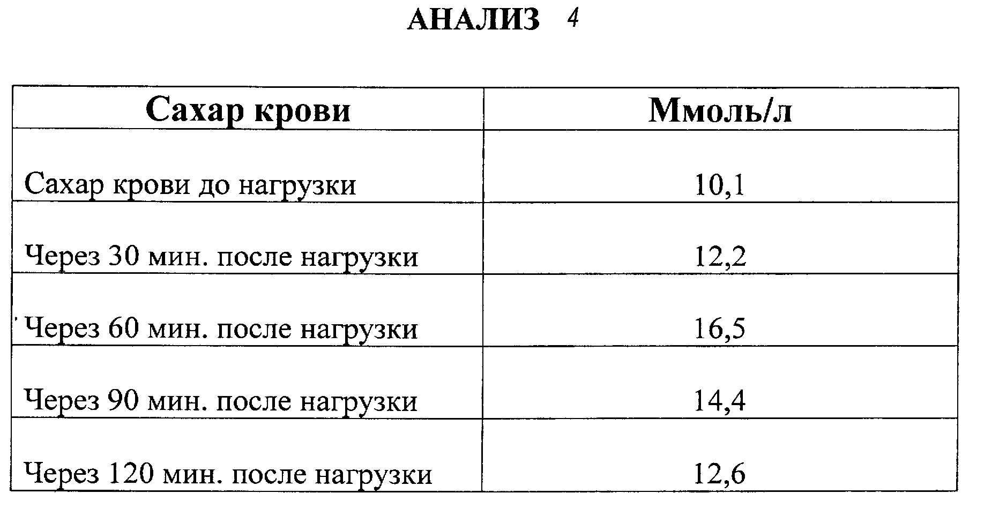 АНАЛИЗ 4
Сахар крови Ммоль/л
Сахар крови до нагрузки 10,1
Через 30 мин. после нагрузки 12,2
Через 60 мин. после нагрузки 16,5
Через 90 мин. после нагрузки 14,4
Через 120 мин. после нагрузки 12,6